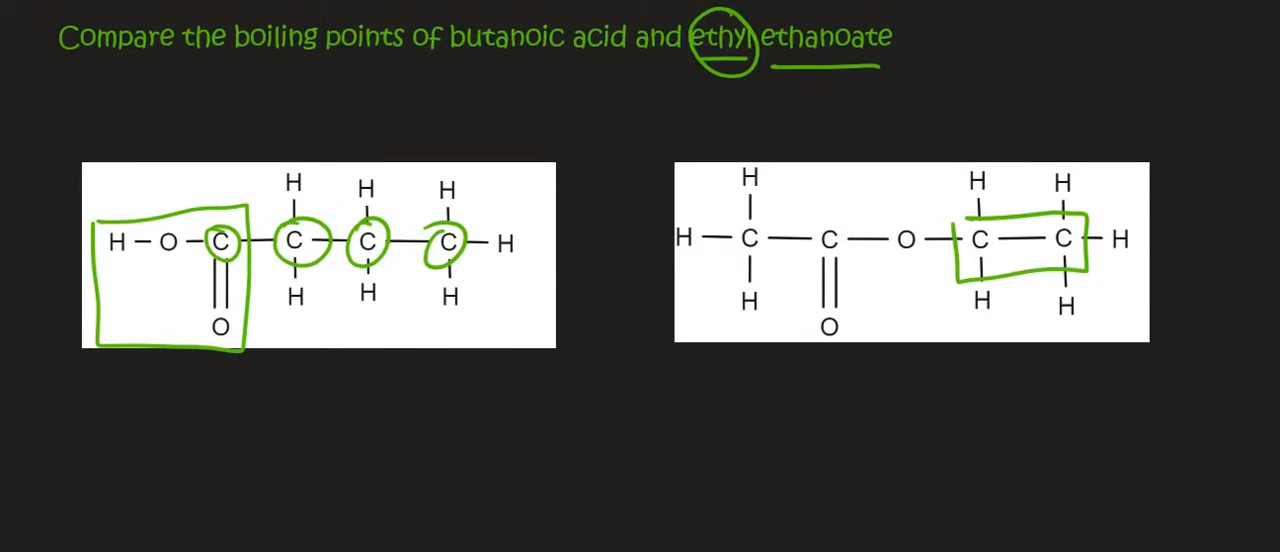 Compare the boiling points of butanoic acid and ethyl ethanoate
H H H
H – O – C – C – C – C – H
H H H
O
H H H
H – C – C – O – C – C – H
H H H
O